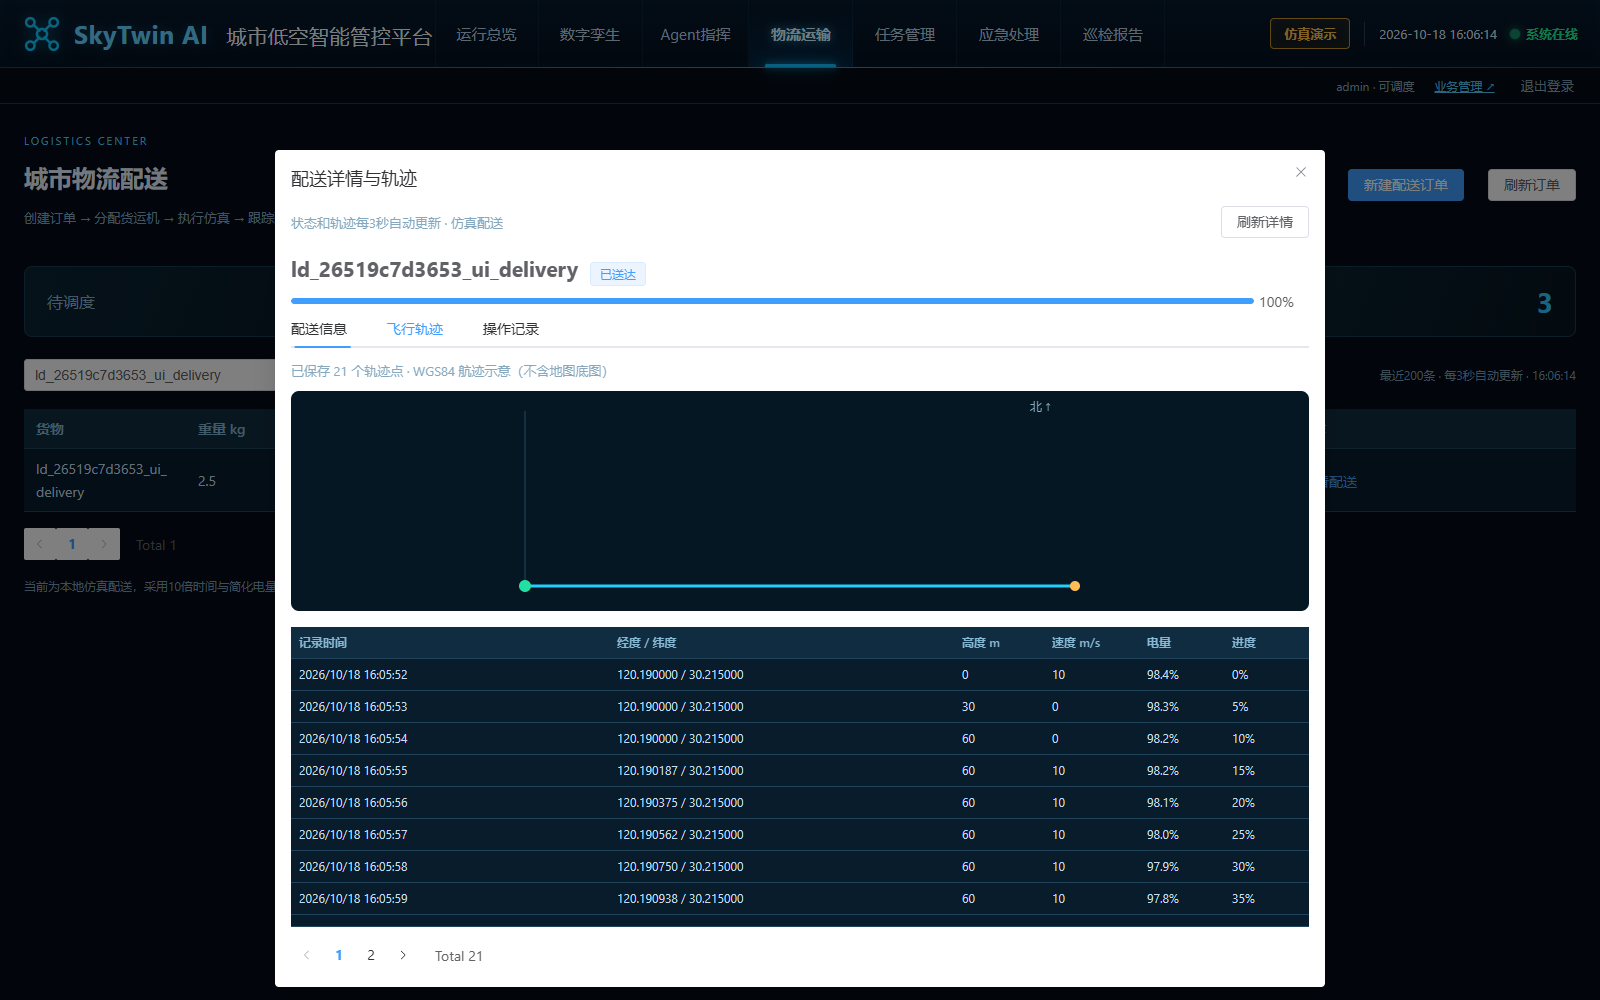 SkyTwin AI 城市低空智能管控平台 运行总览 数字孪生 Agent指挥 物流运输 任务管理 应急处理 巡检报告 仿真演示 2026-10-18 16:06:14 系统在线
admin · 可调度 业务管理 ↗ 退出登录
LOGISTICS CENTER
城市物流配送
创建订单 → 分配货运机 → 执行仿真 → 跟踪
新建配送订单 刷新订单
待调度
3
ld_26519c7d3653_ui_delivery
最近200条 · 每3秒自动更新 · 16:06:14
货物 重量 kg
ld_26519c7d3653_ui_
delivery
2.5
配送
1 Total 1
当前为本地仿真配送，采用10倍时间与简化电量
配送详情与轨迹
状态和轨迹每3秒自动更新 · 仿真配送
刷新详情
ld_26519c7d3653_ui_delivery 已送达
100%
配送信息 飞行轨迹 操作记录
已保存 21 个轨迹点 · WGS84 航迹示意（不含地图底图）
北 ↑
记录时间 经度 / 纬度 高度 m 速度 m/s 电量 进度
2026/10/18 16:05:52 120.190000 / 30.215000 0 10 98.4% 0%
2026/10/18 16:05:53 120.190000 / 30.215000 30 0 98.3% 5%
2026/10/18 16:05:54 120.190000 / 30.215000 60 0 98.2% 10%
2026/10/18 16:05:55 120.190187 / 30.215000 60 10 98.2% 15%
2026/10/18 16:05:56 120.190375 / 30.215000 60 10 98.1% 20%
2026/10/18 16:05:57 120.190562 / 30.215000 60 10 98.0% 25%
2026/10/18 16:05:58 120.190750 / 30.215000 60 10 97.9% 30%
2026/10/18 16:05:59 120.190938 / 30.215000 60 10 97.8% 35%
1 2 Total 21